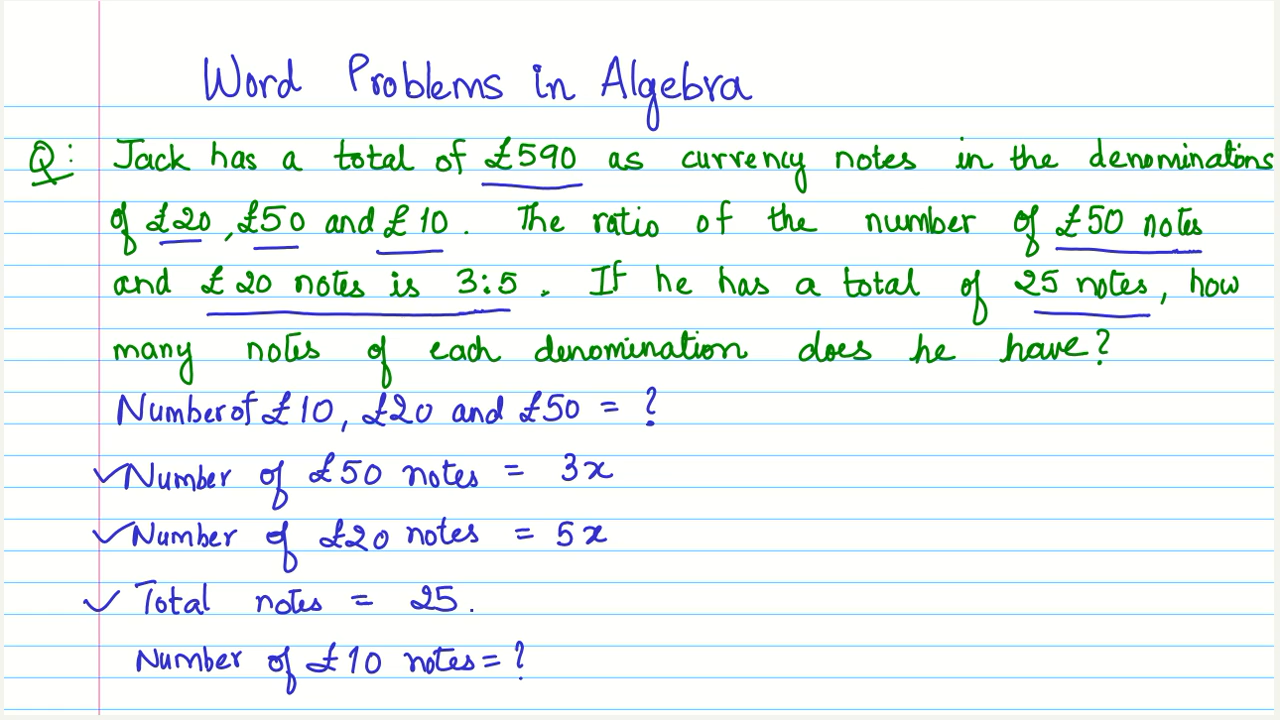 Word Problems in Algebra
Q: Jack has a total of £590 as currency notes in the denominations
of £20, £50 and £10. The ratio of the number of £50 notes
and £20 notes is 3:5. If he has a total of 25 notes, how
many notes of each denomination does he have?
Number of £10, £20 and £50 = ?
✓Number of £50 notes = 3x
✓Number of £20 notes = 5x
✓ Total notes = 25.
Number of £10 notes = ?